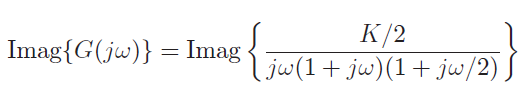 Imag{G(jω)} = Imag { K/2 / jω(1 + jω)(1 + jω/2) }